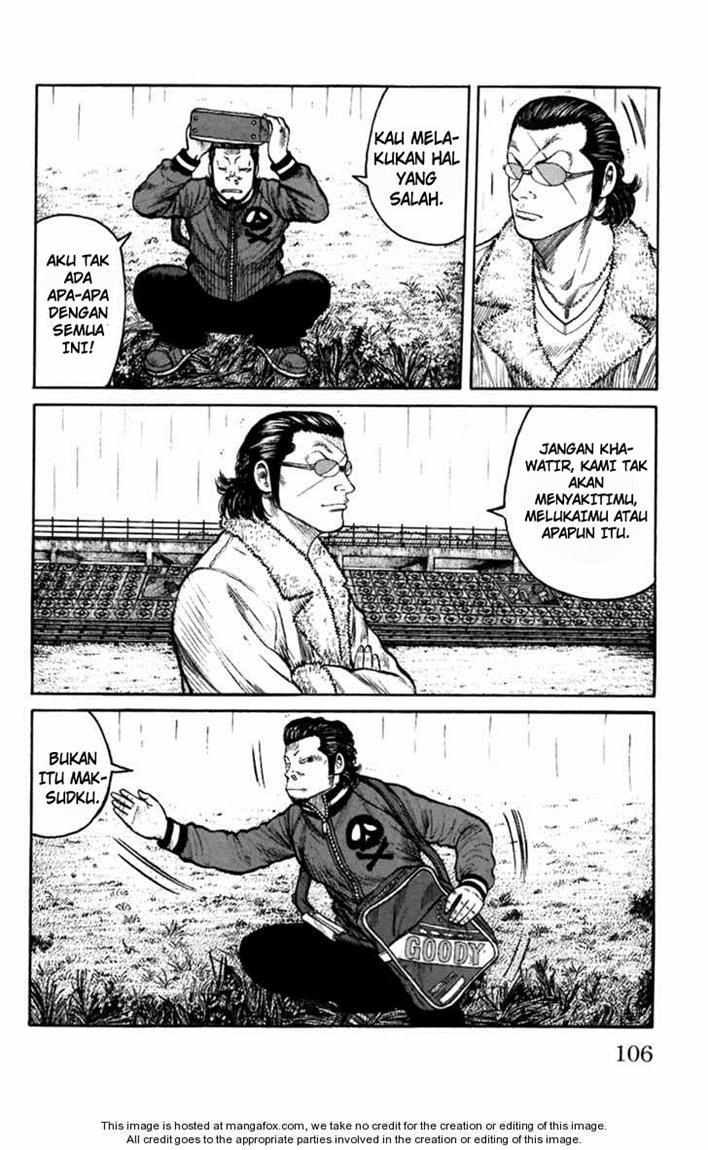 KAU MELA-
KUKAN HAL
YANG
SALAH.
AKU TAK
ADA
APA-APA
DENGAN
SEMUA
INI!
JANGAN KHA-
WATIR, KAMI TAK
AKAN
MENYAKITIMU,
MELUKAIMU ATAU
APAPUN ITU.
BUKAN
ITU MAK-
SUDKU.
GOODY
106
This image is hosted at mangafox.com, we take no credit for the creation or editing of this image.
All credit goes to the appropriate parties involved in the creation or editing of this image.